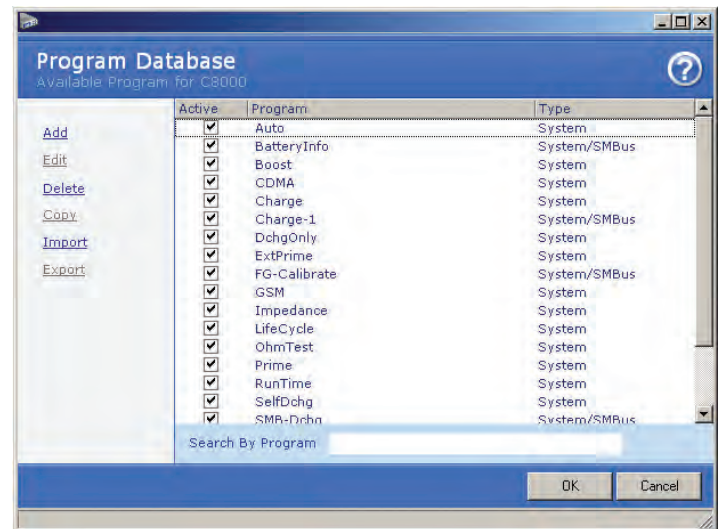 Program Database
Available Program for C8000
?
Add
Edit
Delete
Copy
Import
Export
Active Program Type
Auto System
BatteryInfo System/SMBus
Boost System
CDMA System
Charge System
Charge-1 System/SMBus
DchgOnly System
ExtPrime System
FG-Calibrate System/SMBus
GSM System
Impedance System
LifeCycle System
OhmTest System
Prime System
RunTime System
SelfDchg System
SMB-Dchg System/SMBus
Search By Program
OK Cancel